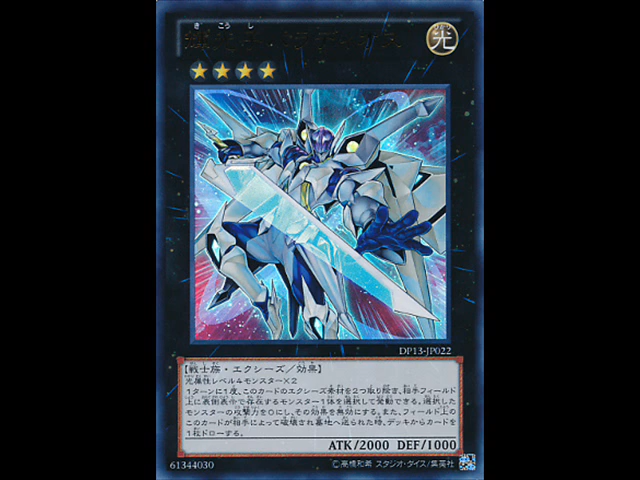 光
DP13-JP022
【戦士族・エクシーズ/効果】
光属性レベル4モンスター×2
1ターンに1度、このカードのエクシーズ素材を2つ取り除き、相手フィールド
上に表側表示で存在するモンスター1体を選択して発動できる。選択した
モンスターの攻撃力を0にし、その効果を無効にする。また、フィールド上の
このカードが相手によって破壊され墓地へ送られた時、デッキからカードを
1枚ドローする。
ATK/2000 DEF/1000
61344030
©高橋和希 スタジオ・ダイス/集英社